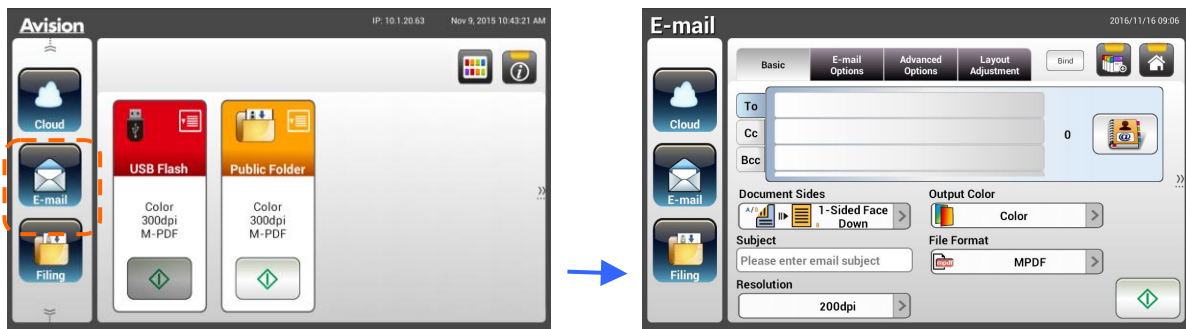 Avision
IP: 10.1.20.63
Nov 9, 2015 10:43:21 AM
Cloud
E-mail
Filing
USB Flash
Color
300dpi
M-PDF
Public Folder
Color
300dpi
M-PDF
E-mail
2016/11/16 09:06
Cloud
E-mail
Filing
Basic
E-mail
Options
Advanced
Options
Layout
Adjustment
Bind
To
Cc
Bcc
0
Document Sides
1-Sided Face
Down
Output Color
Color
Subject
Please enter email subject
File Format
MPDF
Resolution
200dpi